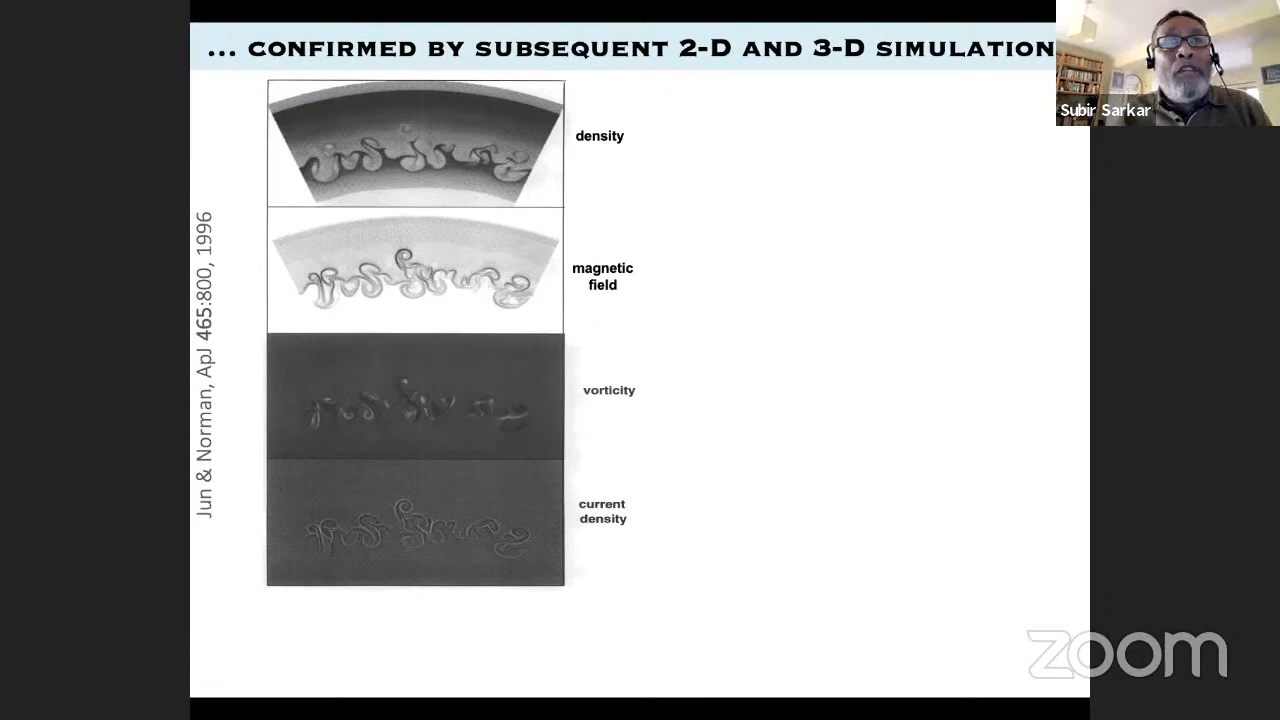 ... CONFIRMED BY SUBSEQUENT 2-D AND 3-D SIMULATION
Subir Sarkar
density
magnetic
field
vorticity
current
density
Jun & Norman, ApJ 465:800, 1996
zoom